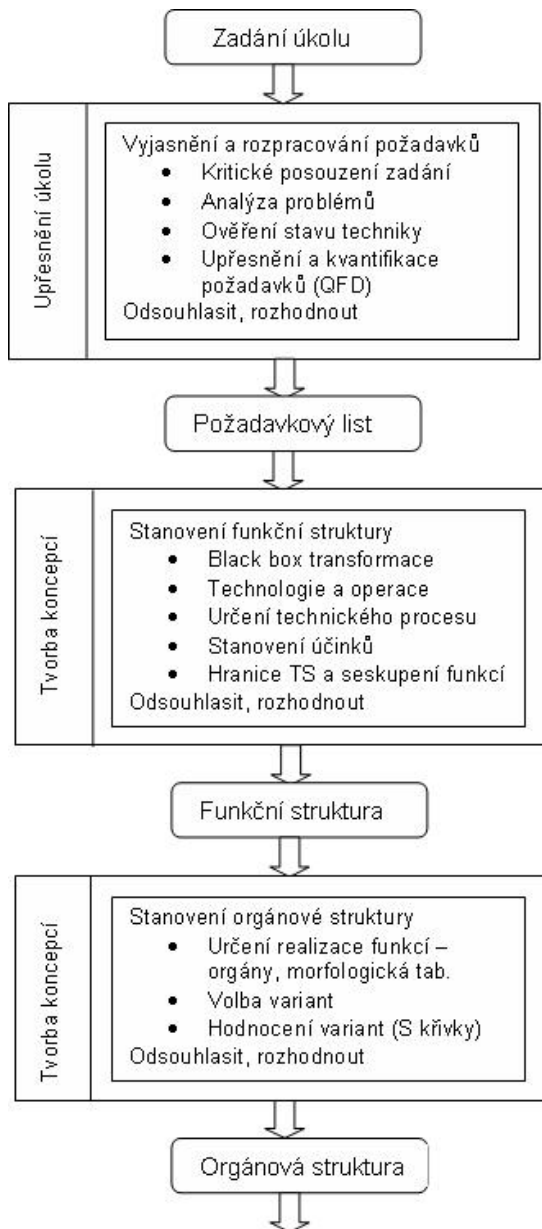 Zadání úkolu
Upřesnění úkolu
Vyjasnění a rozpracování požadavků
• Kritické posouzení zadání
• Analýza problémů
• Ověření stavu techniky
• Upřesnění a kvantifikace
požadavků (QFD)
Odsouhlasit, rozhodnout
Požadavkový list
Tvorba koncepcí
Stanovení funkční struktury
• Black box transformace
• Technologie a operace
• Určení technického procesu
• Stanovení účinků
• Hranice TS a seskupení funkcí
Odsouhlasit, rozhodnout
Funkční struktura
Tvorba koncepcí
Stanovení orgánové struktury
• Určení realizace funkcí –
orgány, morfologická tab.
• Volba variant
• Hodnocení variant (S křivky)
Odsouhlasit, rozhodnout
Orgánová struktura